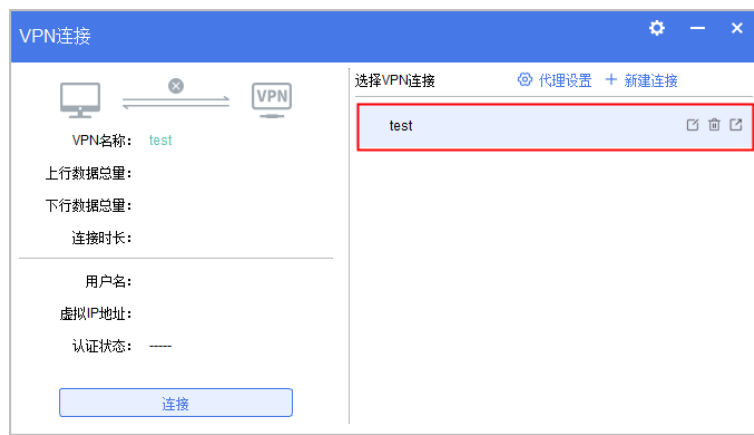 VPN连接
VPN
VPN名称: test
上行数据总量:
下行数据总量:
连接时长:
用户名:
虚拟IP地址:
认证状态: -----
连接
选择VPN连接 代理设置 新建连接
test